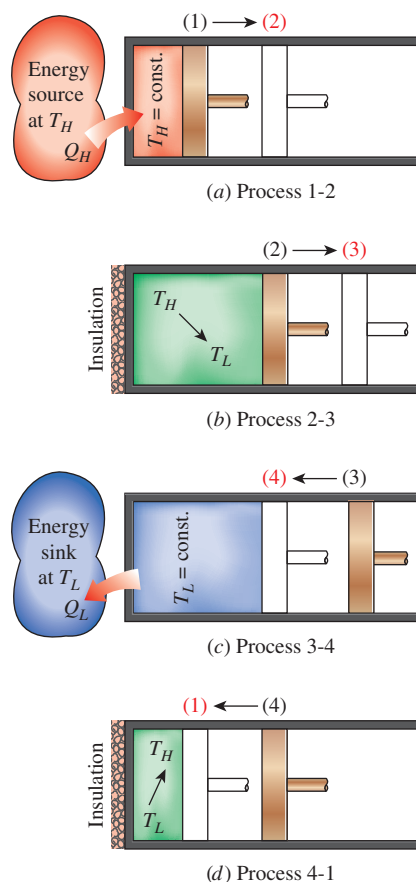 (1) → (2)
Energy
source
at T_H
Q_H
T_H = const.
(a) Process 1-2
(2) → (3)
Insulation
T_H
T_L
(b) Process 2-3
(4) ← (3)
Energy
sink
at T_L
Q_L
T_L = const.
(c) Process 3-4
(1) ← (4)
Insulation
T_H
T_L
(d) Process 4-1